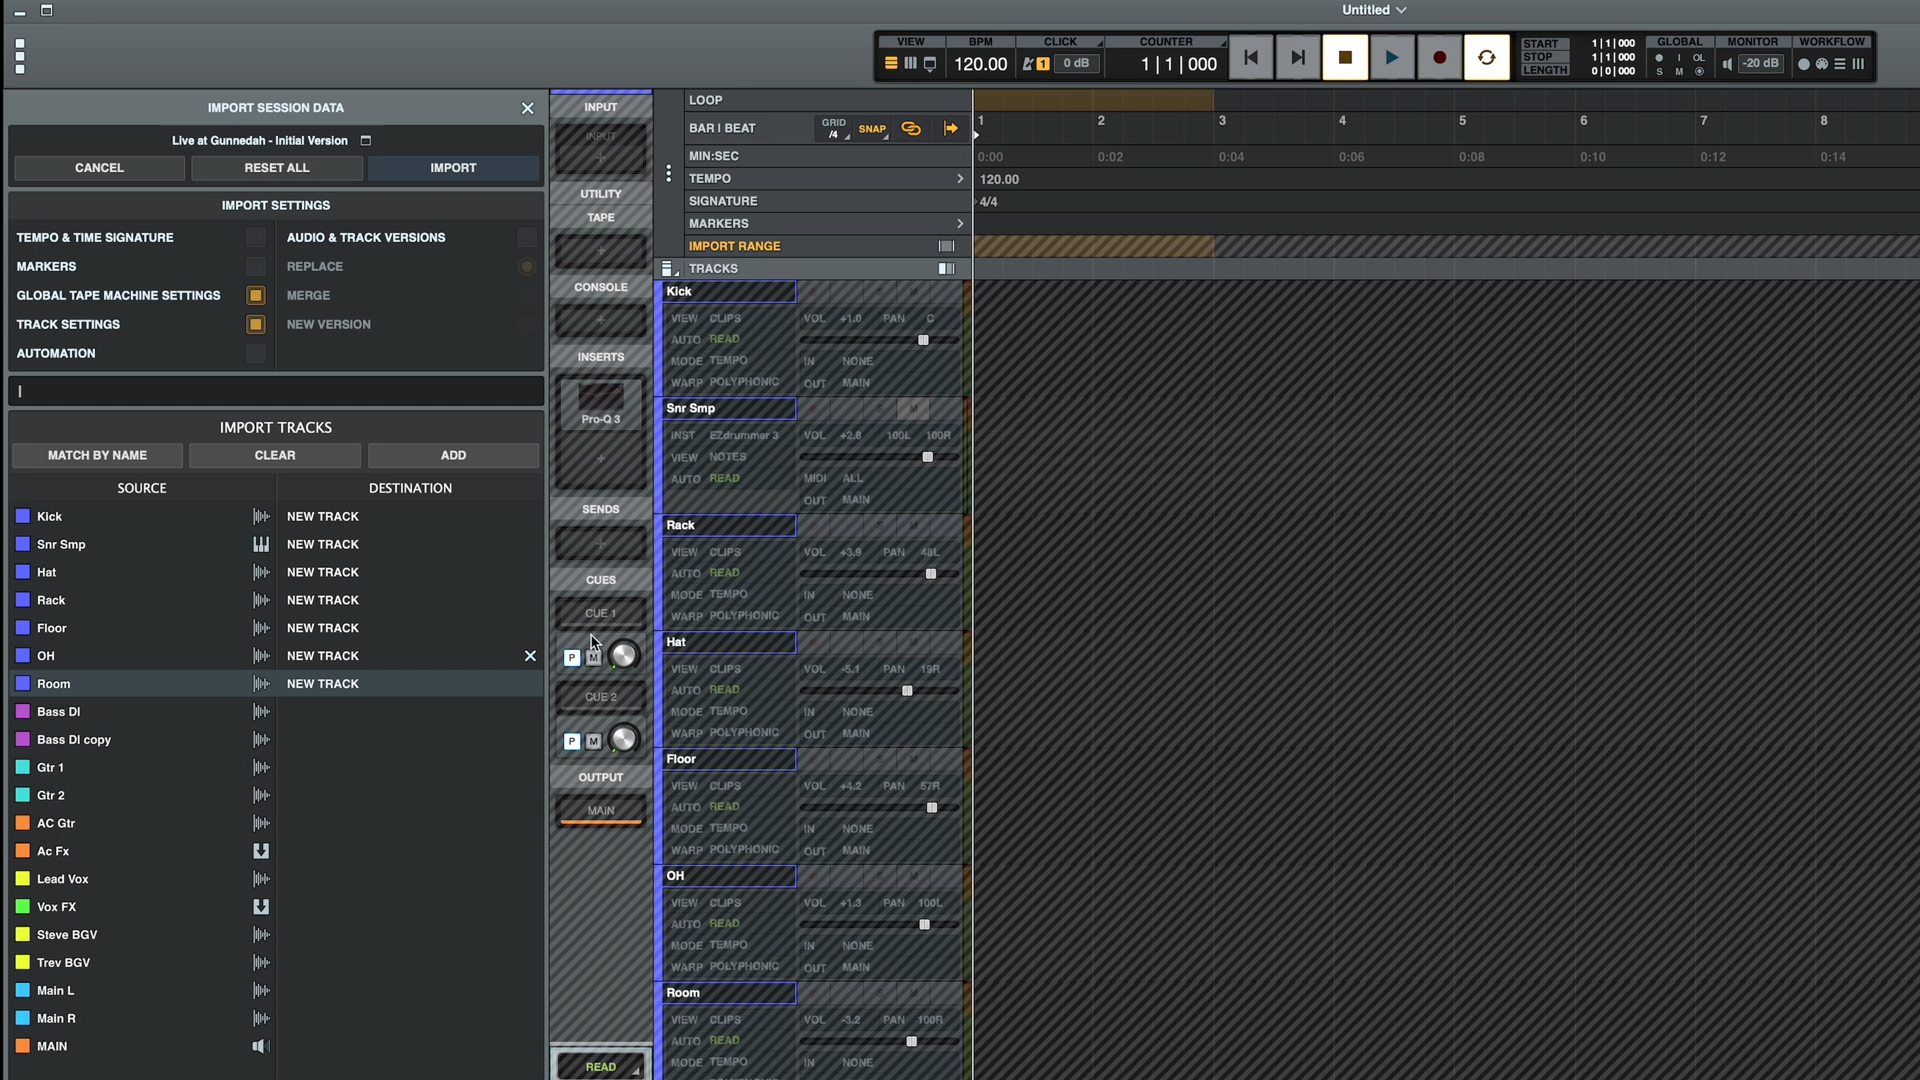 Untitled
VIEW BPM CLICK COUNTER
120.00 1 0 dB 1|1|000
START 1|1|000
STOP 1|1|000
LENGTH 0|0|000
GLOBAL MONITOR WORKFLOW
I OL
S M
-20 dB
IMPORT SESSION DATA
Live at Gunnedah - Initial Version
CANCEL RESET ALL IMPORT
IMPORT SETTINGS
TEMPO & TIME SIGNATURE AUDIO & TRACK VERSIONS
MARKERS REPLACE
GLOBAL TAPE MACHINE SETTINGS MERGE
TRACK SETTINGS NEW VERSION
AUTOMATION
IMPORT TRACKS
MATCH BY NAME CLEAR ADD
SOURCE DESTINATION
Kick NEW TRACK
Snr Smp NEW TRACK
Hat NEW TRACK
Rack NEW TRACK
Floor NEW TRACK
OH NEW TRACK
Room NEW TRACK
Bass DI
Bass DI copy
Gtr 1
Gtr 2
AC Gtr
Ac Fx
Lead Vox
Vox FX
Steve BGV
Trev BGV
Main L
Main R
MAIN
INPUT
INPUT
UTILITY
TAPE
CONSOLE
INSERTS
Pro-Q 3
SENDS
CUES
CUE 1
P M
CUE 2
P M
OUTPUT
MAIN
READ
LOOP
BAR | BEAT GRID /4 SNAP 1 2 3 4 5 6 7 8
MIN:SEC 0:00 0:02 0:04 0:06 0:08 0:10 0:12 0:14
TEMPO 120.00
SIGNATURE 4/4
MARKERS
IMPORT RANGE
TRACKS
Kick
VIEW CLIPS VOL +1.0 PAN C
AUTO READ
MODE TEMPO IN NONE
WARP POLYPHONIC OUT MAIN
Snr Smp M
INST EZdrummer 3 VOL +2.8 100L 100R
VIEW NOTES
AUTO READ MIDI ALL
OUT MAIN
Rack
VIEW CLIPS VOL +3.9 PAN 48L
AUTO READ
MODE TEMPO IN NONE
WARP POLYPHONIC OUT MAIN
Hat
VIEW CLIPS VOL -5.1 PAN 19R
AUTO READ
MODE TEMPO IN NONE
WARP POLYPHONIC OUT MAIN
Floor
VIEW CLIPS VOL +4.2 PAN 57R
AUTO READ
MODE TEMPO IN NONE
WARP POLYPHONIC OUT MAIN
OH
VIEW CLIPS VOL +1.3 PAN 100L
AUTO READ
MODE TEMPO IN NONE
WARP POLYPHONIC OUT MAIN
Room
VIEW CLIPS VOL -3.2 PAN 100R
AUTO READ
MODE TEMPO IN NONE